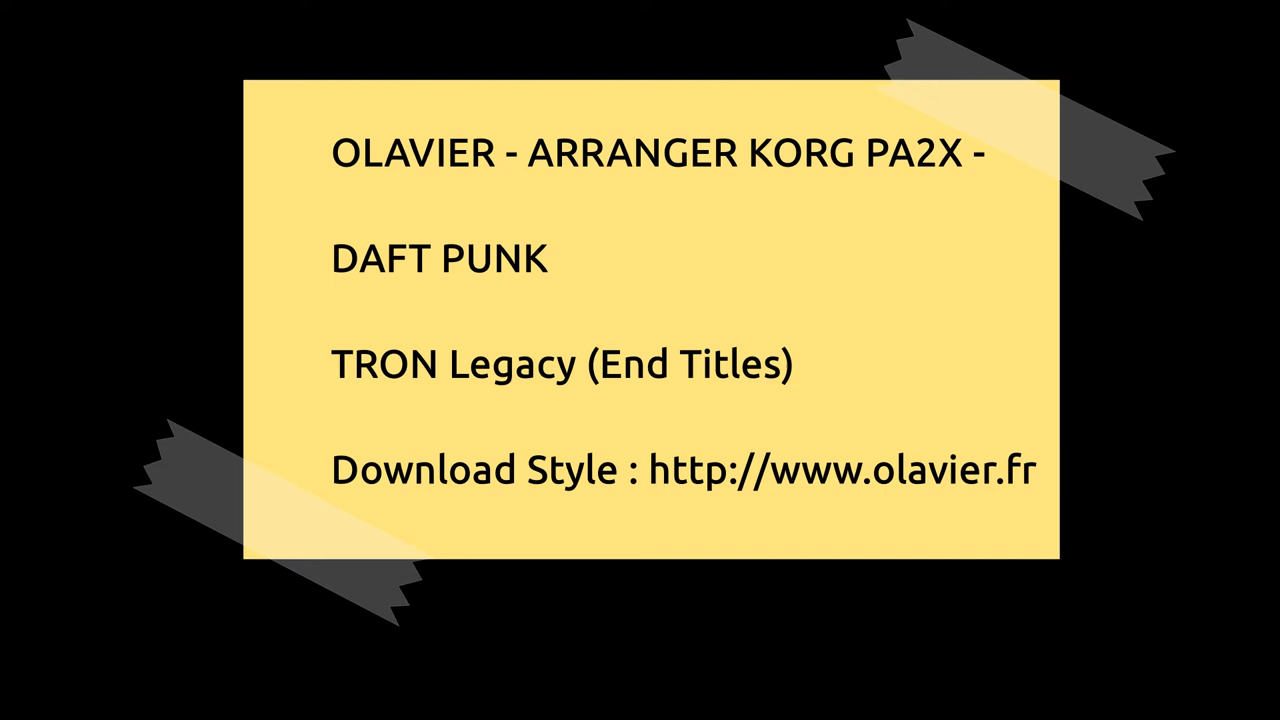 OLAVIER - ARRANGER KORG PA2X -
DAFT PUNK
TRON Legacy (End Titles)
Download Style : http://www.olavier.fr